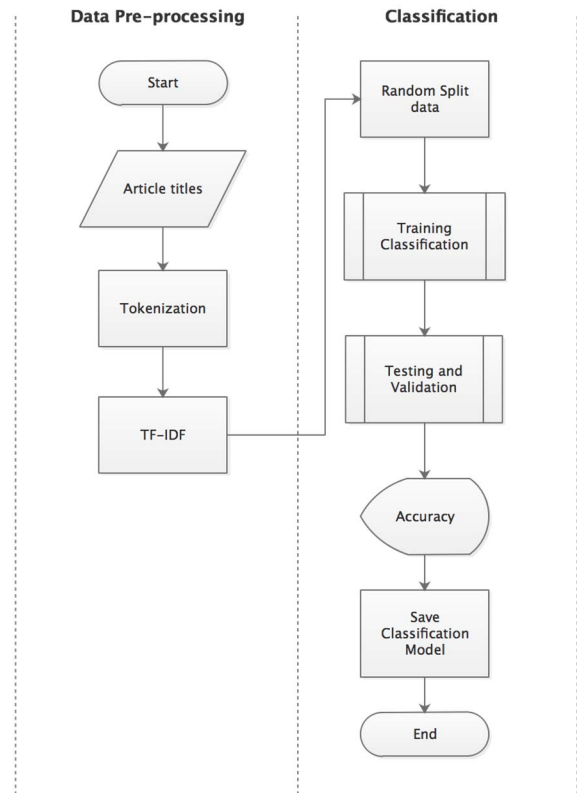 Data Pre-processing
Start
Article titles
Tokenization
TF-IDF
Classification
Random Split
data
Training
Classification
Testing and
Validation
Accuracy
Save
Classification
Model
End